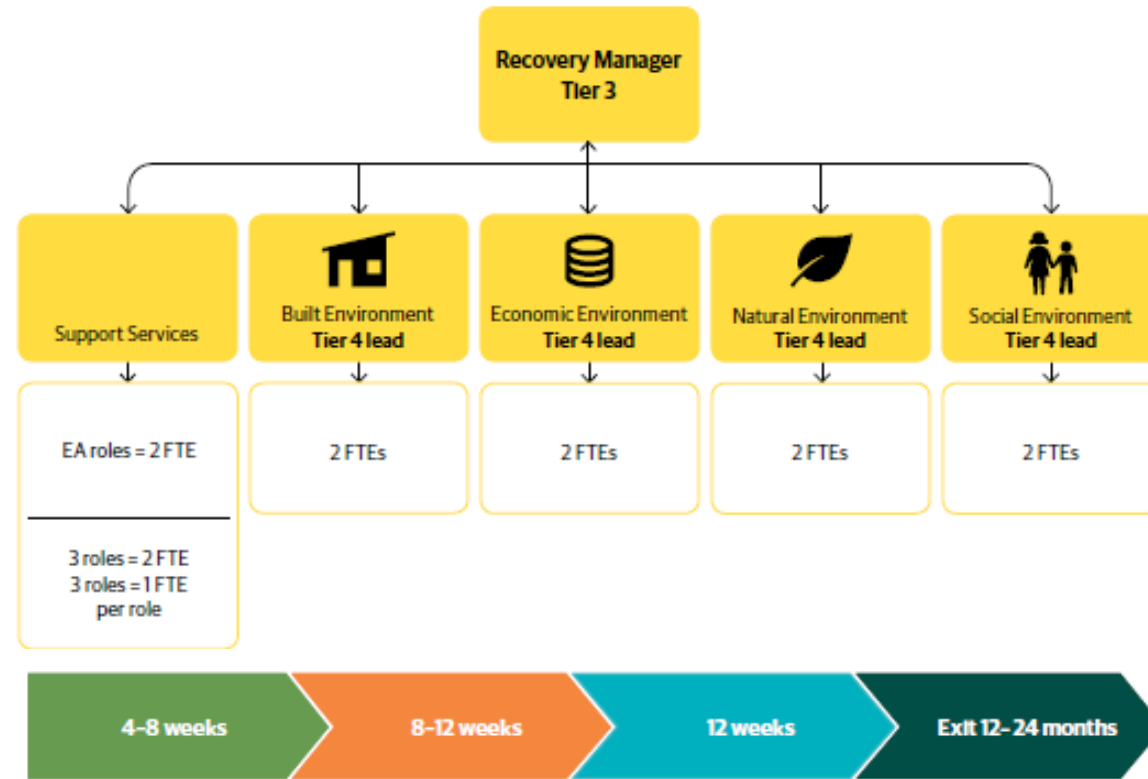 Recovery Manager
Tier 3
Support Services
Built Environment
Tier 4 lead
Economic Environment
Tier 4 lead
Natural Environment
Tier 4 lead
Social Environment
Tier 4 lead
EA roles = 2 FTE
3 roles = 2 FTE
3 roles = 1 FTE
per role
2 FTEs
2 FTEs
2 FTEs
2 FTEs
4–8 weeks
8–12 weeks
12 weeks
Exit 12– 24 months